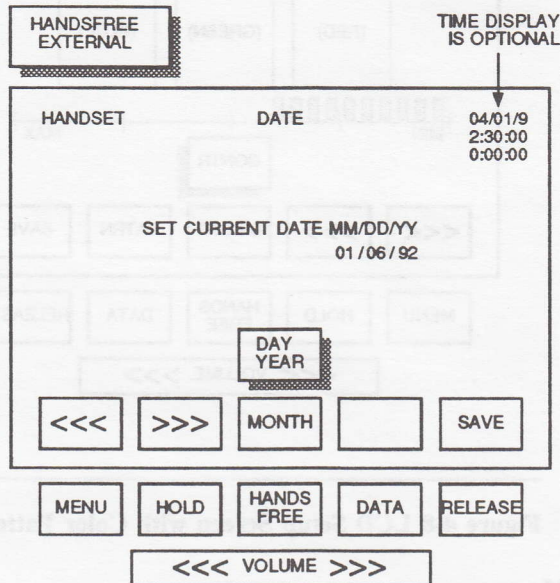 HANDSFREE
EXTERNAL
TIME DISPLAY
IS OPTIONAL
HANDSET DATE 04/01/9
2:30:00
0:00:00
SET CURRENT DATE MM/DD/YY
01/06/92
DAY
YEAR
<<< >>> MONTH SAVE
MENU HOLD HANDS FREE DATA RELEASE
<<< VOLUME >>>